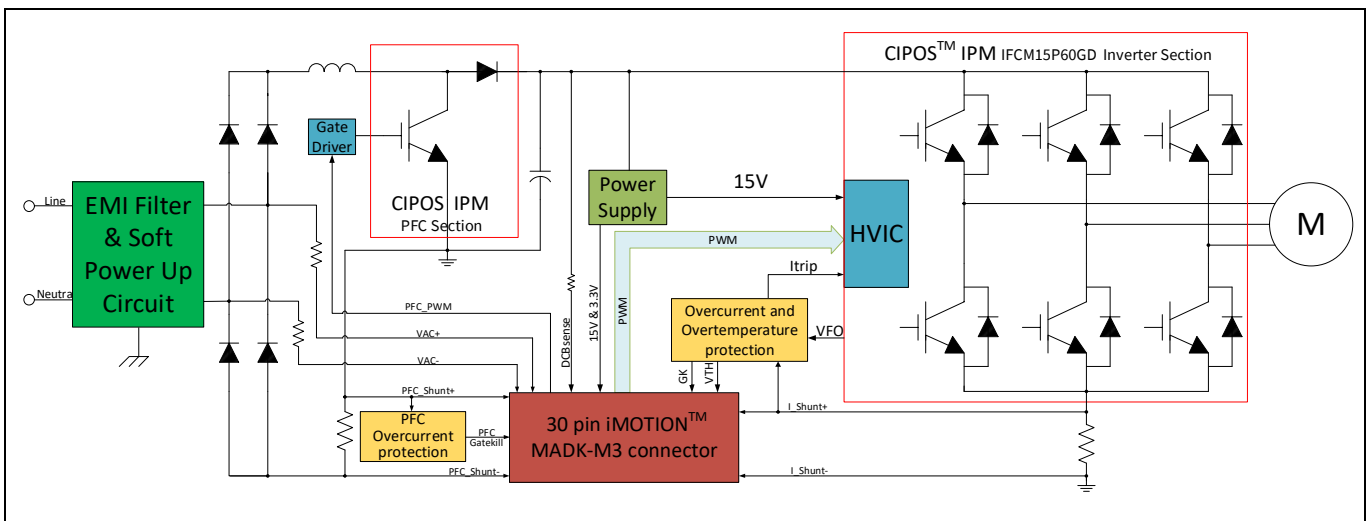 CIPOS™ IPM IFCM15P60GD Inverter Section
Gate
Driver
CIPOS IPM
PFC Section
Power
Supply
15V
HVIC
M
Line
Neutra
EMI Filter
& Soft
Power Up
Circuit
PWM
Itrip
PFC_PWM
VAC+
VAC-
DCBsense
15V & 3.3V
PWM
Overcurrent and
Overtemperature
protection
VFO
GK
VTH
PFC_Shunt+
PFC
Overcurrent
protection
PFC
Gatekill
PFC_Shunt-
30 pin iMOTION™
MADK-M3 connector
I_Shunt+
I_Shunt-